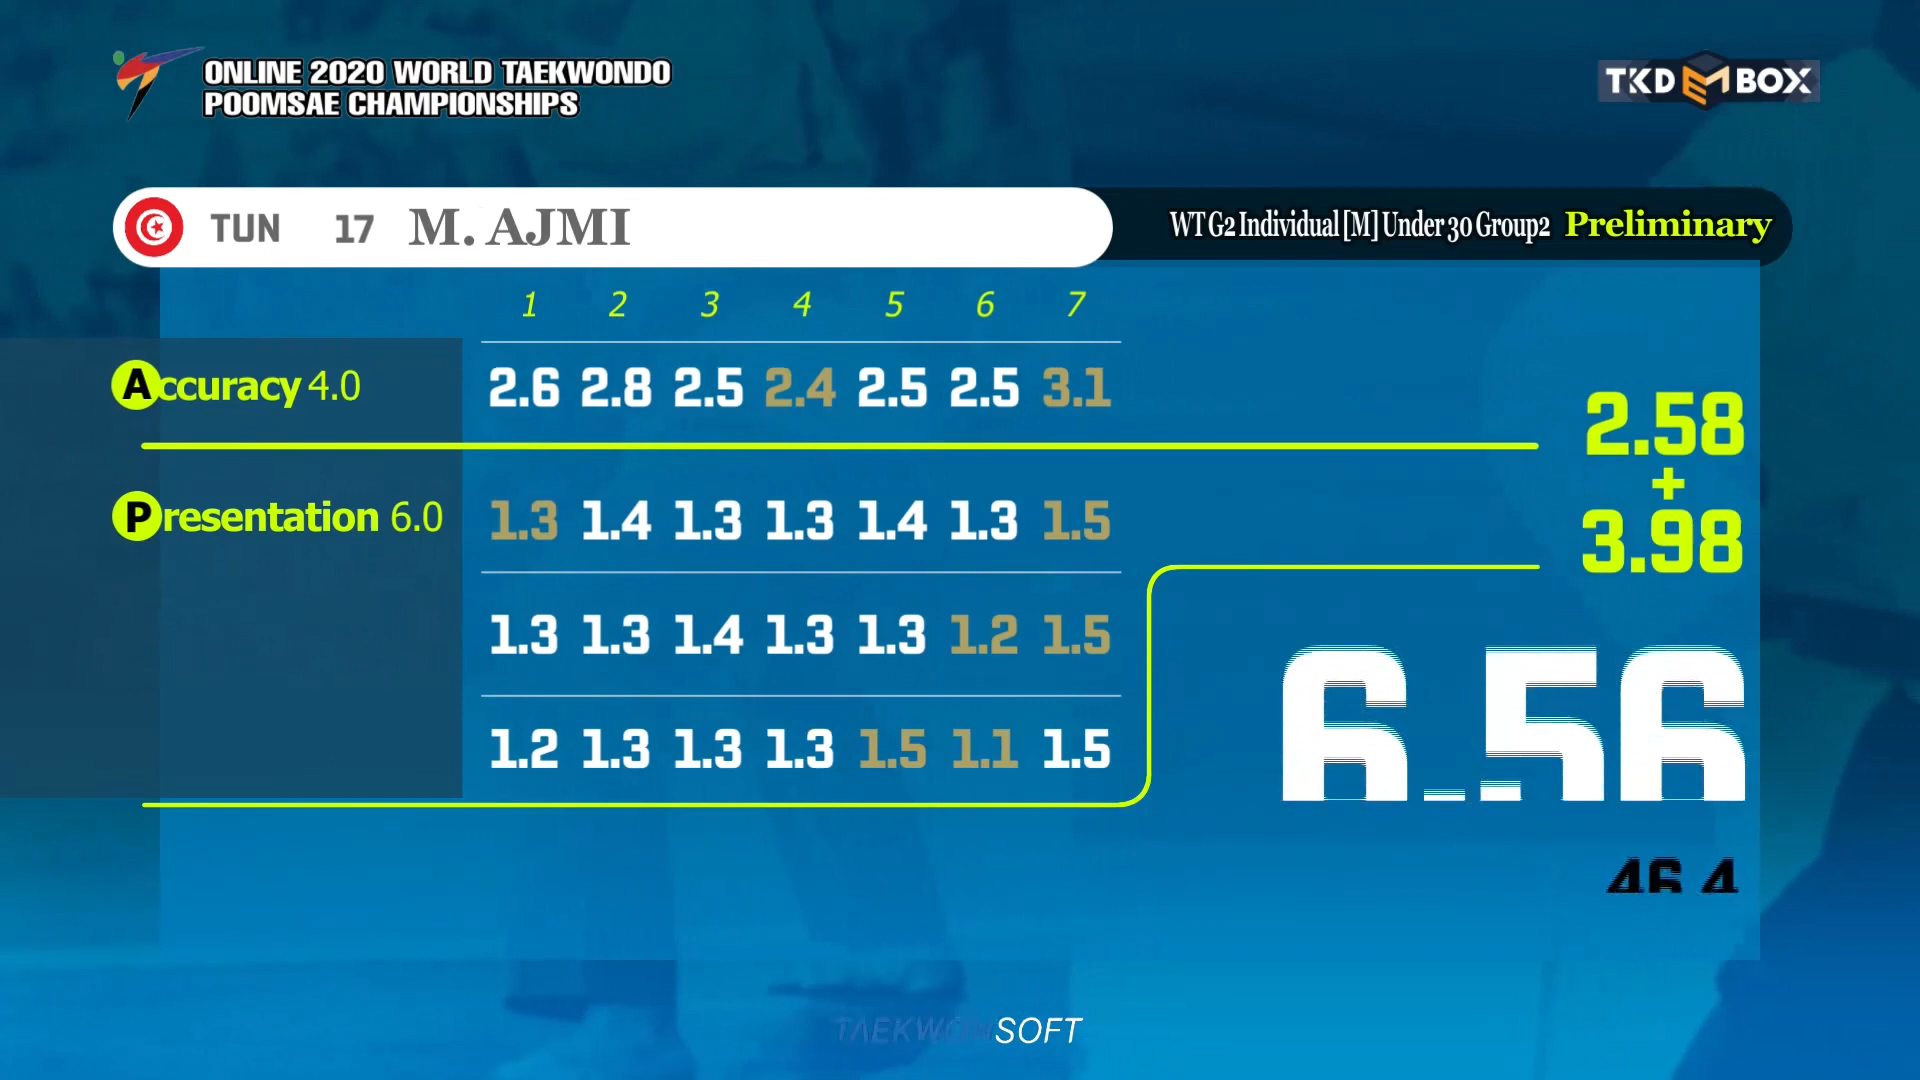 ONLINE 2020 WORLD TAEKWONDO
POOMSAE CHAMPIONSHIPS
TKD BOX
TUN 17 M. AJMI
WT G2 Individual [M] Under 30 Group2 Preliminary
1 2 3 4 5 6 7
Accuracy 4.0 2.6 2.8 2.5 2.4 2.5 2.5 3.1
2.58
+
Presentation 6.0 1.3 1.4 1.3 1.3 1.4 1.3 1.5
3.98
1.3 1.3 1.4 1.3 1.3 1.2 1.5
6.56
1.2 1.3 1.3 1.3 1.5 1.1 1.5
46.4
TAEKWONSOFT